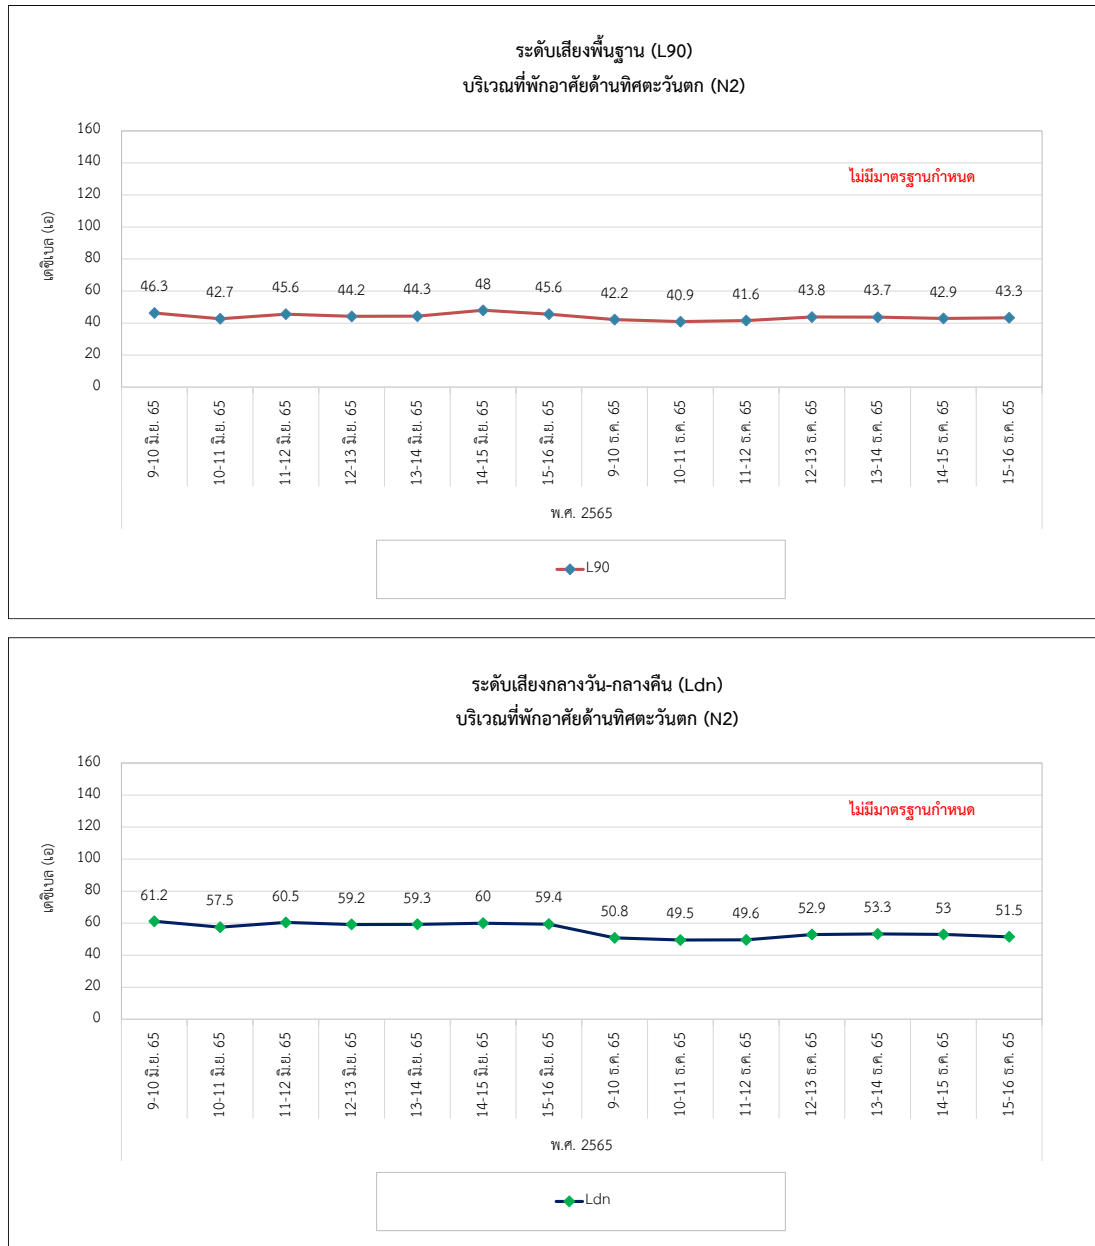 ระดับเสียงพื้นฐาน (L90)
บริเวณที่พักอาศัยด้านทิศตะวันตก (N2)
160
140
120
100
80
60
40
20
0
เดซิเบล (เอ)
ไม่มีมาตรฐานกำหนด
46.3 42.7 45.6 44.2 44.3 48 45.6 42.2 40.9 41.6 43.8 43.7 42.9 43.3
9-10 มิ.ย. 65
10-11 มิ.ย. 65
11-12 มิ.ย. 65
12-13 มิ.ย. 65
13-14 มิ.ย. 65
14-15 มิ.ย. 65
15-16 มิ.ย. 65
9-10 ธ.ค. 65
10-11 ธ.ค. 65
11-12 ธ.ค. 65
12-13 ธ.ค. 65
13-14 ธ.ค. 65
14-15 ธ.ค. 65
15-16 ธ.ค. 65
พ.ศ. 2565
L90
ระดับเสียงกลางวัน-กลางคืน (Ldn)
บริเวณที่พักอาศัยด้านทิศตะวันตก (N2)
160
140
120
100
80
60
40
20
0
เดซิเบล (เอ)
ไม่มีมาตรฐานกำหนด
61.2 57.5 60.5 59.2 59.3 60 59.4 50.8 49.5 49.6 52.9 53.3 53 51.5
9-10 มิ.ย. 65
10-11 มิ.ย. 65
11-12 มิ.ย. 65
12-13 มิ.ย. 65
13-14 มิ.ย. 65
14-15 มิ.ย. 65
15-16 มิ.ย. 65
9-10 ธ.ค. 65
10-11 ธ.ค. 65
11-12 ธ.ค. 65
12-13 ธ.ค. 65
13-14 ธ.ค. 65
14-15 ธ.ค. 65
15-16 ธ.ค. 65
พ.ศ. 2565
Ldn